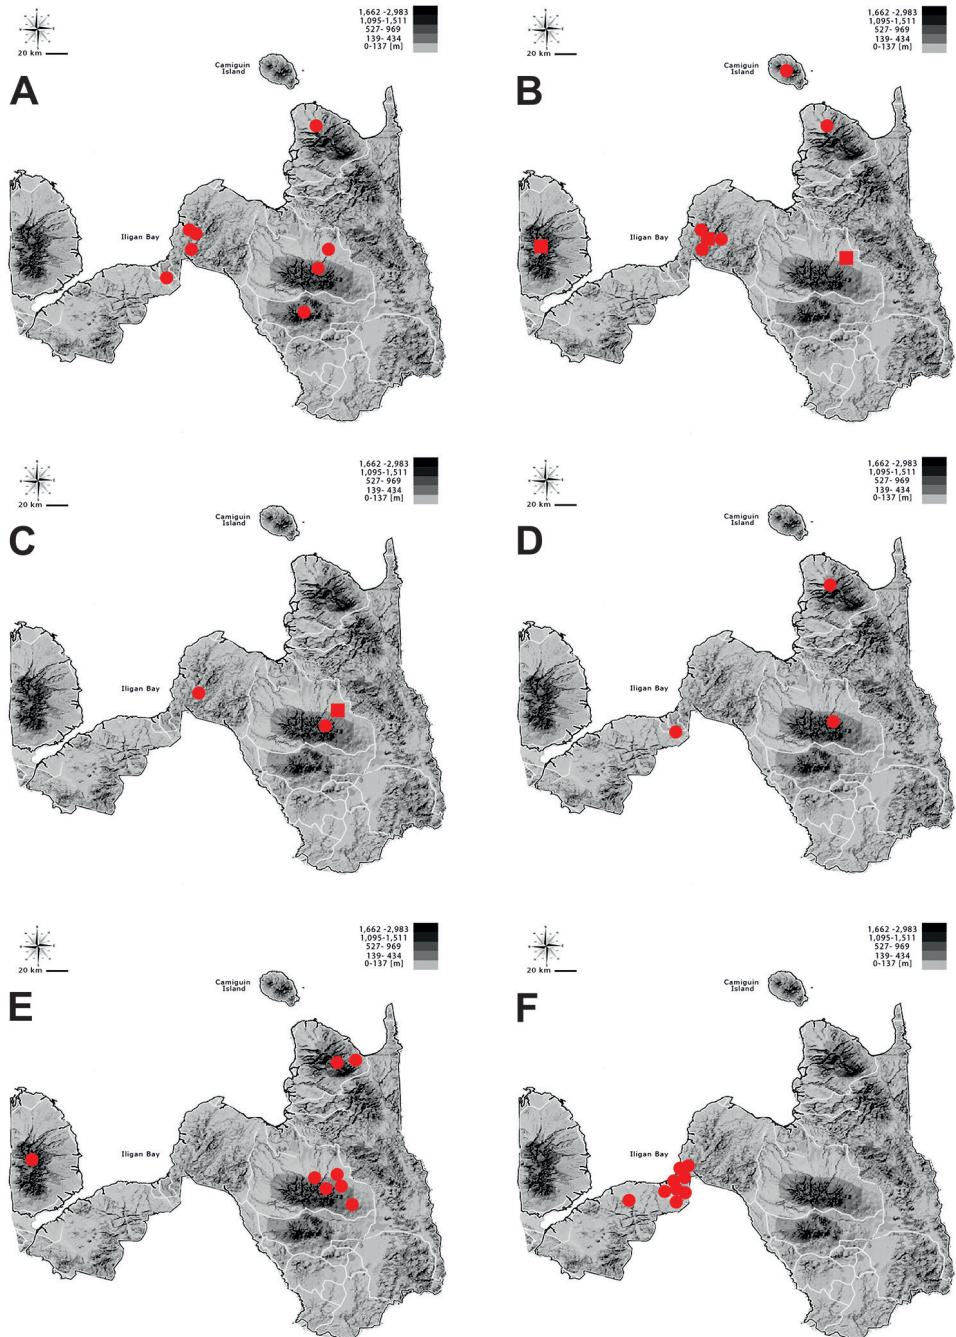 1,662 -2,983
1,095-1,511
527- 969
139- 434
0-137 [m]
20 km
A
Camiguin
Island
Iligan Bay
1,662 -2,983
1,095-1,511
527- 969
139- 434
0-137 [m]
20 km
B
Camiguin
Island
Iligan Bay
1,662 -2,983
1,095-1,511
527- 969
139- 434
0-137 [m]
20 km
C
Camiguin
Island
Iligan Bay
1,662 -2,983
1,095-1,511
527- 969
139- 434
0-137 [m]
20 km
D
Camiguin
Island
Iligan Bay
1,662 -2,983
1,095-1,511
527- 969
139- 434
0-137 [m]
20 km
E
Camiguin
Island
Iligan Bay
1,662 -2,983
1,095-1,511
527- 969
139- 434
0-137 [m]
20 km
F
Camiguin
Island
Iligan Bay